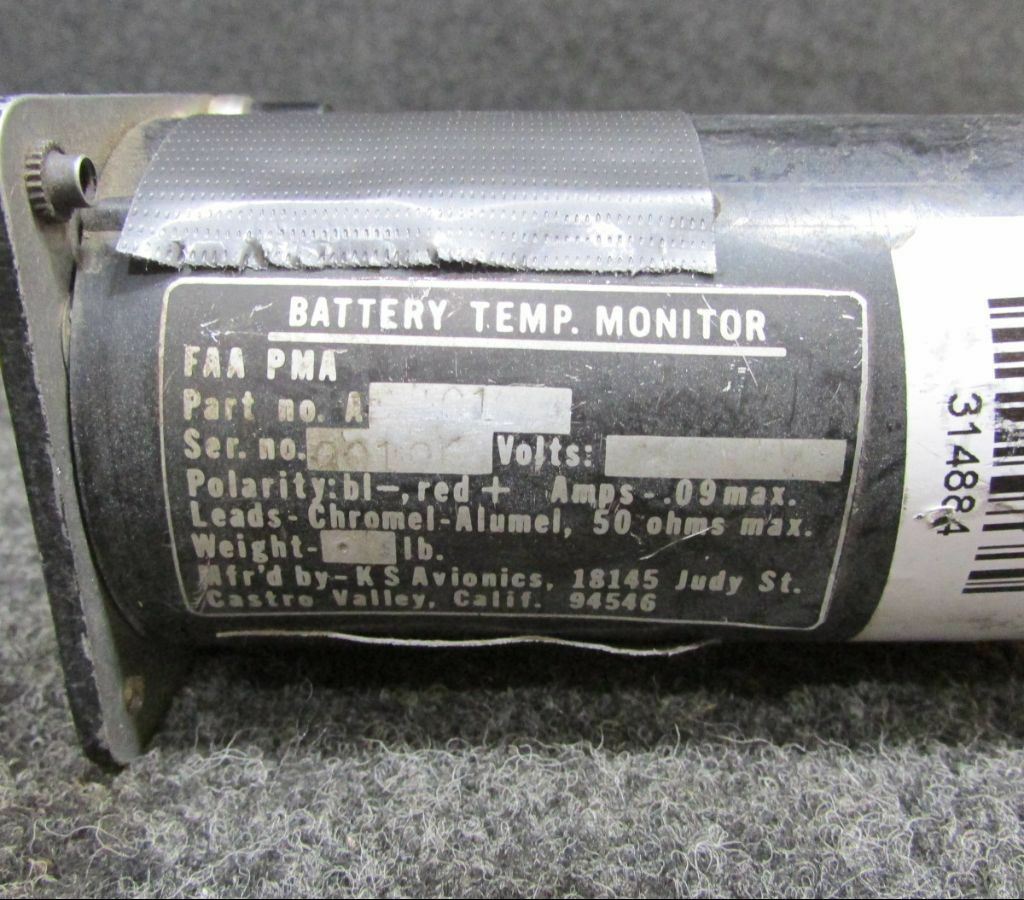 BATTERY TEMP. MONITOR
FAA PMA
Part no.
Ser. no. Volts:
Polarity: bl-, red + Amps-.09 max.
Leads-Chromel-Alumel, 50 ohms max.
Weight- lb.
Mfr'd by-K S Avionics, 18145 Judy St.
Castro Valley, Calif. 94546
314884